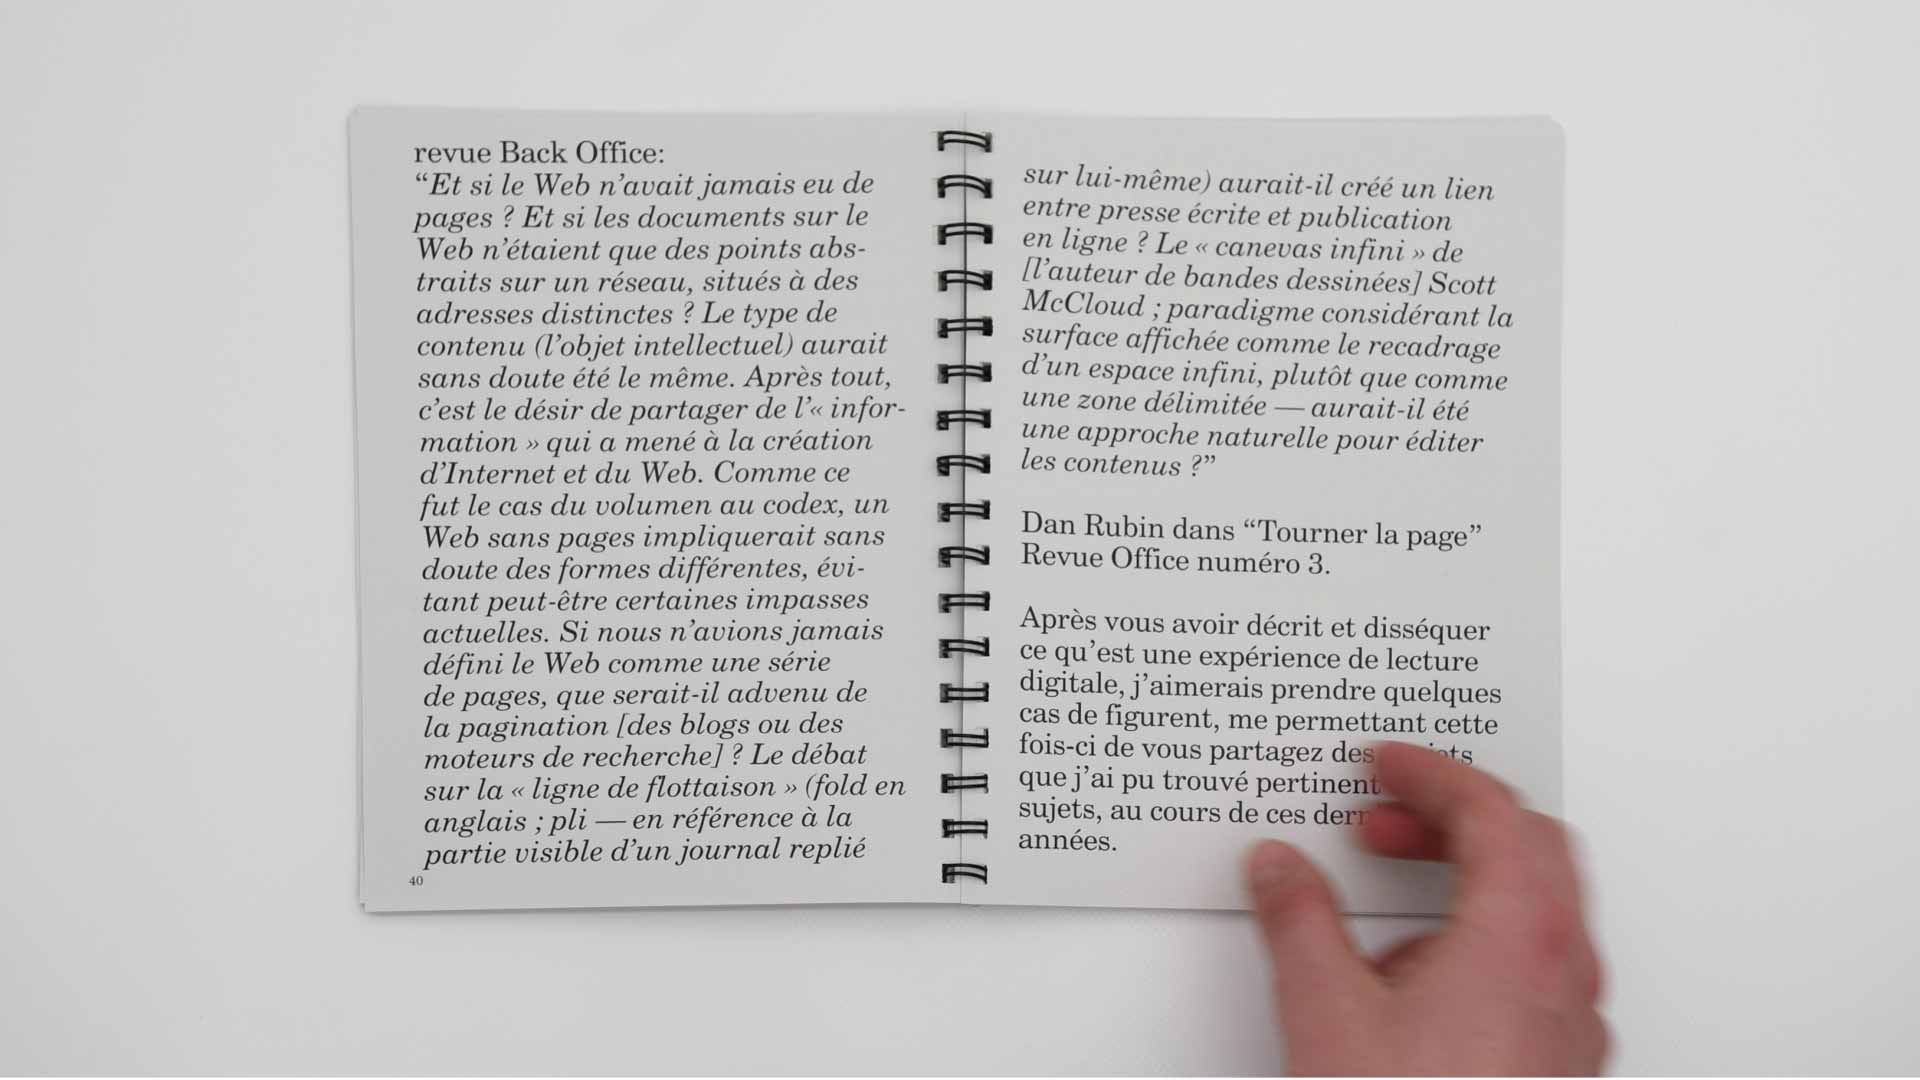 revue Back Office:
“Et si le Web n’avait jamais eu de
pages ? Et si les documents sur le
Web n’étaient que des points abs-
traits sur un réseau, situés à des
adresses distinctes ? Le type de
contenu (l’objet intellectuel) aurait
sans doute été le même. Après tout,
c’est le désir de partager de l’« infor-
mation » qui a mené à la création
d’Internet et du Web. Comme ce
fut le cas du volumen au codex, un
Web sans pages impliquerait sans
doute des formes différentes, évi-
tant peut-être certaines impasses
actuelles. Si nous n’avions jamais
défini le Web comme une série
de pages, que serait-il advenu de
la pagination [des blogs ou des
moteurs de recherche] ? Le débat
sur la « ligne de flottaison » (fold en
anglais ; pli — en référence à la
partie visible d’un journal replié
40
sur lui-même) aurait-il créé un lien
entre presse écrite et publication
en ligne ? Le « canevas infini » de
[l’auteur de bandes dessinées] Scott
McCloud ; paradigme considérant la
surface affichée comme le recadrage
d’un espace infini, plutôt que comme
une zone délimitée — aurait-il été
une approche naturelle pour éditer
les contenus ?”
Dan Rubin dans “Tourner la page”
Revue Office numéro 3.
Après vous avoir décrit et disséquer
ce qu’est une expérience de lecture
digitale, j’aimerais prendre quelques
cas de figurent, me permettant cette
fois-ci de vous partagez des
que j’ai pu trouvé pertinent
sujets, au cours de ces
années.